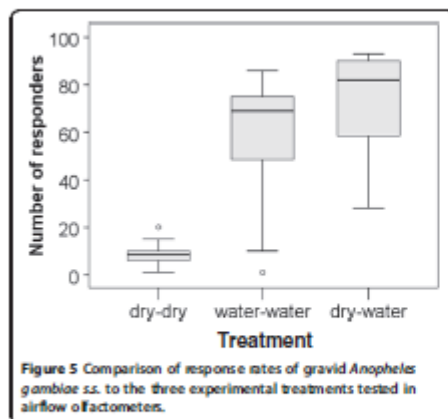 100
80
60
40
20
0
Number of responders
dry-dry water-water dry-water
Treatment
Figure 5 Comparison of response rates of gravid Anopheles
gambiae s.s. to the three experimental treatments tested in
airflow olfactometers.